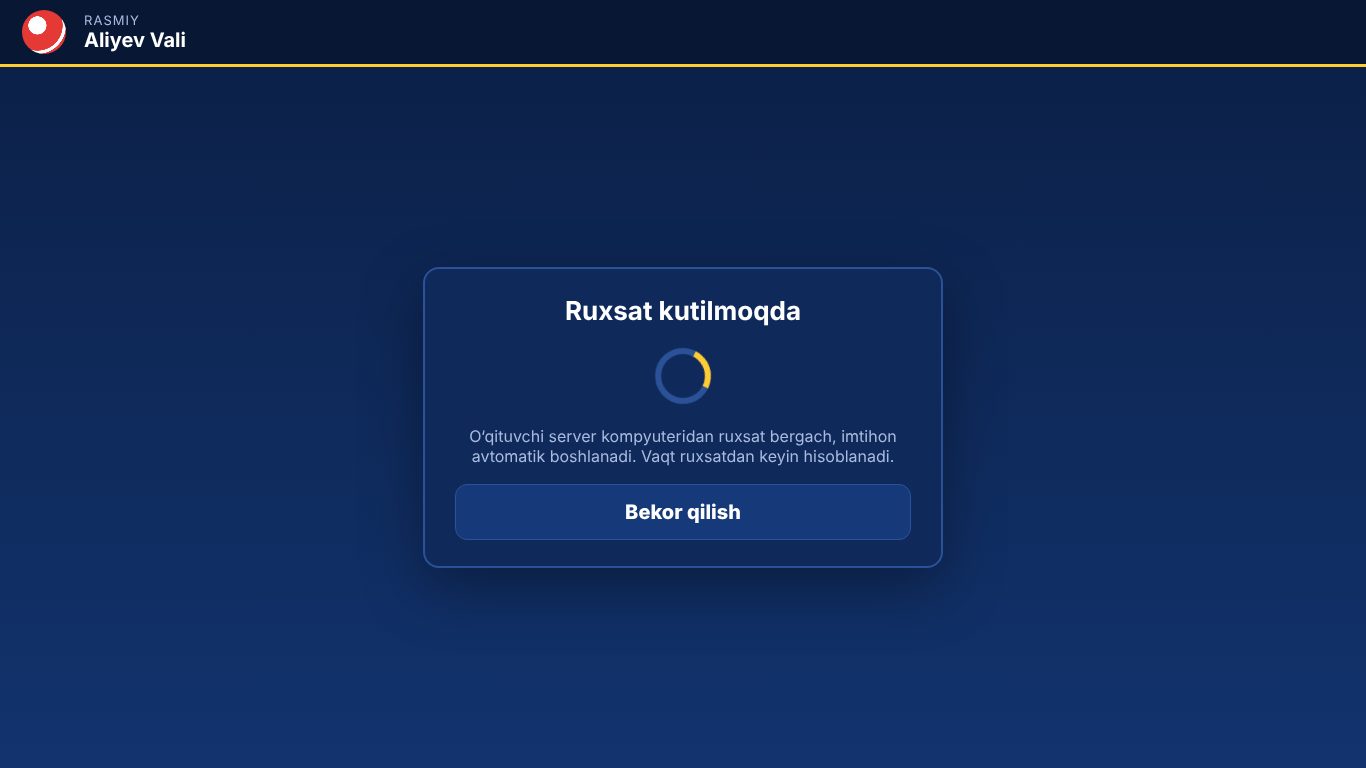 RASMIY
Aliyev Vali
Ruxsat kutilmoqda
O‘qituvchi server kompyuteridan ruxsat bergach, imtihon
avtomatik boshlanadi. Vaqt ruxsatdan keyin hisoblanadi.
Bekor qilish